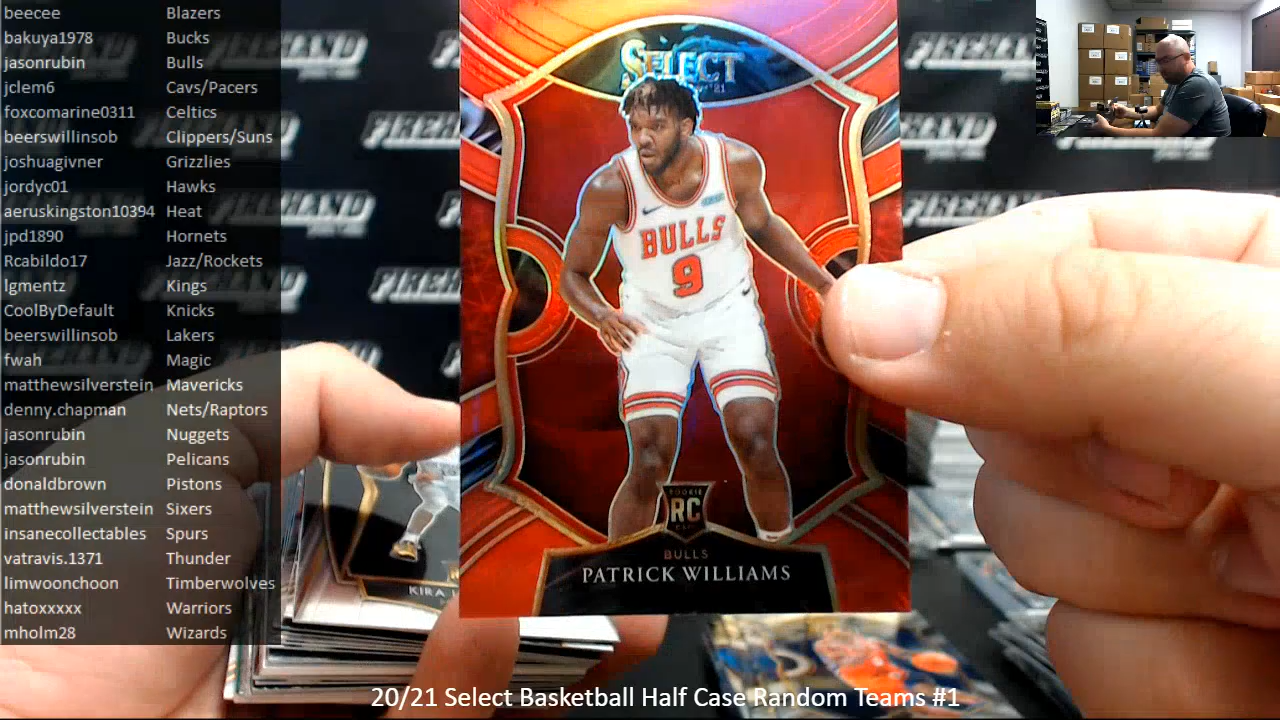 beecee Blazers
bakuya1978 Bucks
jasonrubin Bulls
jclem6 Cavs/Pacers
foxcomarine0311 Celtics
beerswillinsob Clippers/Suns
joshuagivner Grizzlies
jordyc01 Hawks
aeruskingston10394 Heat
jpd1890 Hornets
Rcabildo17 Jazz/Rockets
lgmentz Kings
CoolByDefault Knicks
beerswillinsob Lakers
fwah Magic
matthewsilverstein Mavericks
denny.chapman Nets/Raptors
jasonrubin Nuggets
jasonrubin Pelicans
donaldbrown Pistons
matthewsilverstein Sixers
insanecollectables Spurs
vatravis.1371 Thunder
limwoonchoon Timberwolves
hatoxxxxx Warriors
mholm28 Wizards
SELECT
BULLS
9
ROOKIE
RC
BULLS
PATRICK WILLIAMS
KIRA
FIREHAND
20/21 Select Basketball Half Case Random Teams #1